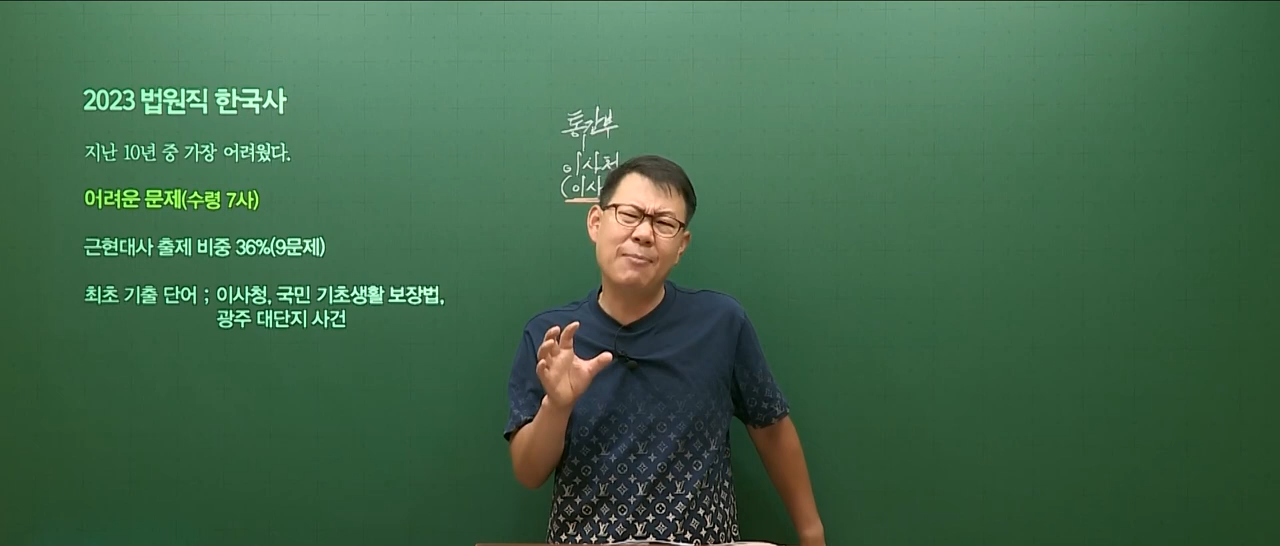 2023 법원직 한국사
지난 10년 중 가장 어려웠다.
어려운 문제(수령 7사)
근현대사 출제 비중 36%(9문제)
최초 기출 단어 ; 이사청, 국민 기초생활 보장법,
광주 대단지 사건
통감부
이사청
(이사